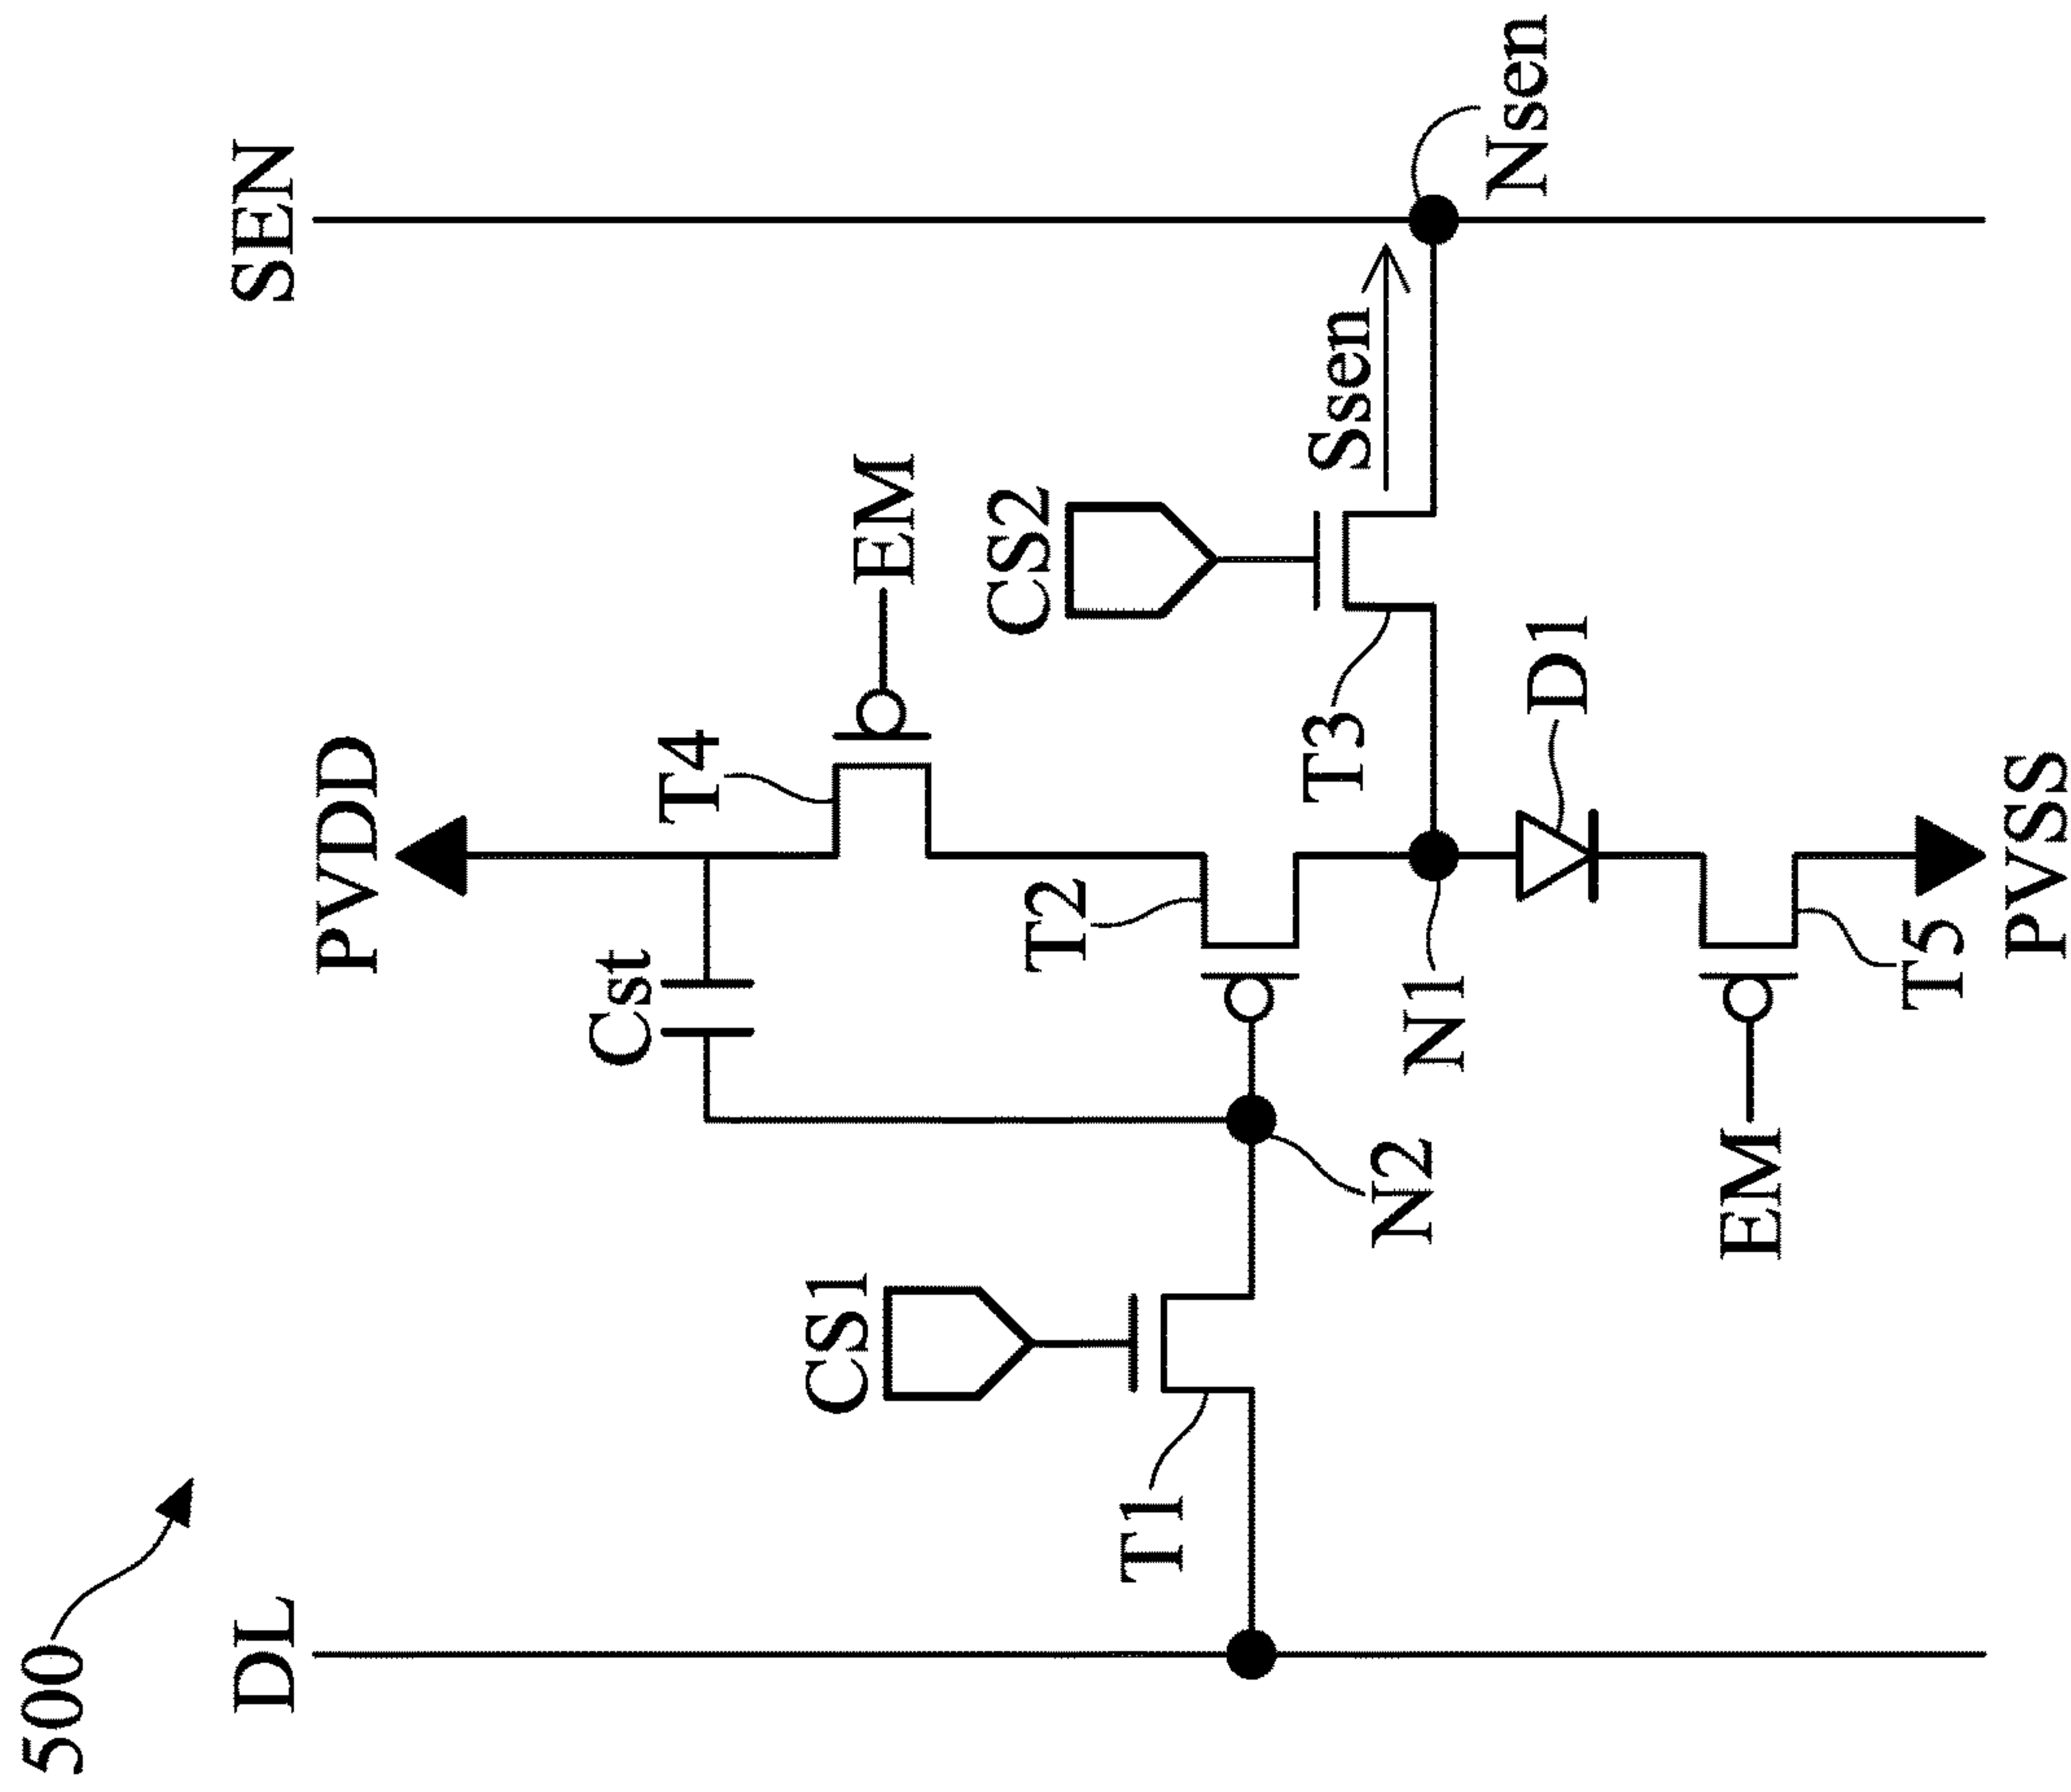 500
DL
PVDD
SEN
Cst
T4
EM
CS1
CS2
T2
T1
Ssen
T3
N2
N1
Nsen
D1
EM
T5
PVSS